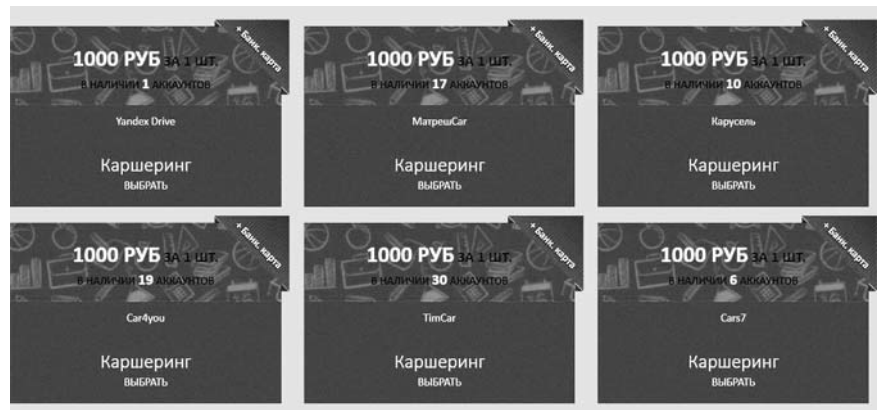 + Банк. карта
1000 РУБ ЗА 1 ШТ.
В НАЛИЧИИ 1 АККАУНТОВ
Yandex Drive
Каршеринг
ВЫБРАТЬ
+ Банк. карта
1000 РУБ ЗА 1 ШТ.
В НАЛИЧИИ 17 АККАУНТОВ
МатрешCar
Каршеринг
ВЫБРАТЬ
+ Банк. карта
1000 РУБ ЗА 1 ШТ.
В НАЛИЧИИ 10 АККАУНТОВ
Карусель
Каршеринг
ВЫБРАТЬ
+ Банк. карта
1000 РУБ ЗА 1 ШТ.
В НАЛИЧИИ 19 АККАУНТОВ
Car4you
Каршеринг
ВЫБРАТЬ
+ Банк. карта
1000 РУБ ЗА 1 ШТ.
В НАЛИЧИИ 30 АККАУНТОВ
TimCar
Каршеринг
ВЫБРАТЬ
+ Банк. карта
1000 РУБ ЗА 1 ШТ.
В НАЛИЧИИ 6 АККАУНТОВ
Cars7
Каршеринг
ВЫБРАТЬ